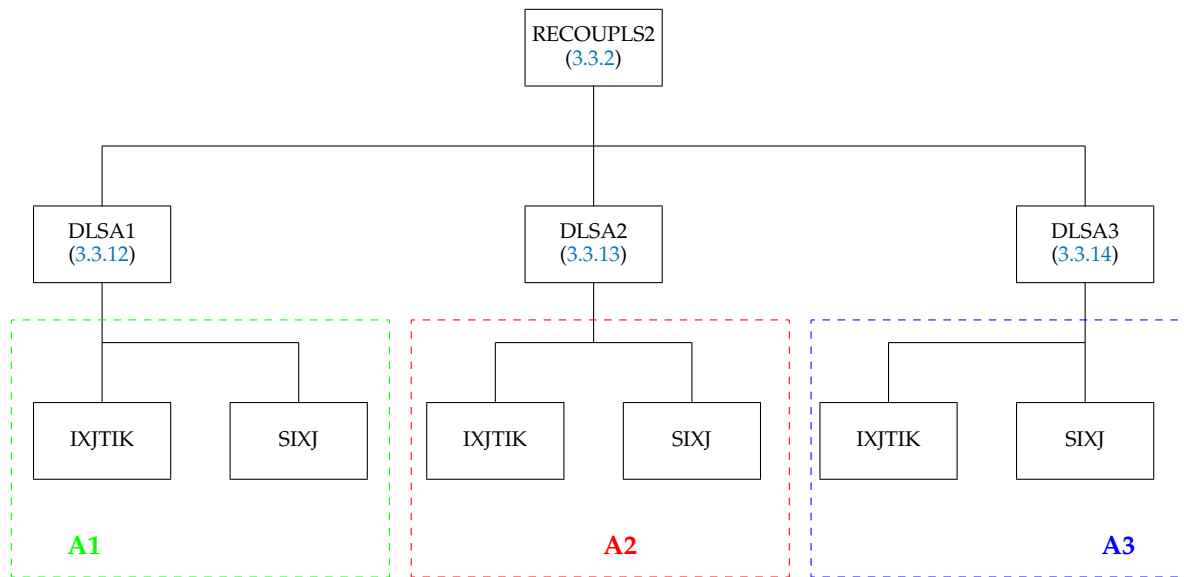 RECOUPLS2
(3.3.2)
DLSA1
(3.3.12)
DLSA2
(3.3.13)
DLSA3
(3.3.14)
IXJTIK
SIXJ
IXJTIK
SIXJ
IXJTIK
SIXJ
A1
A2
A3